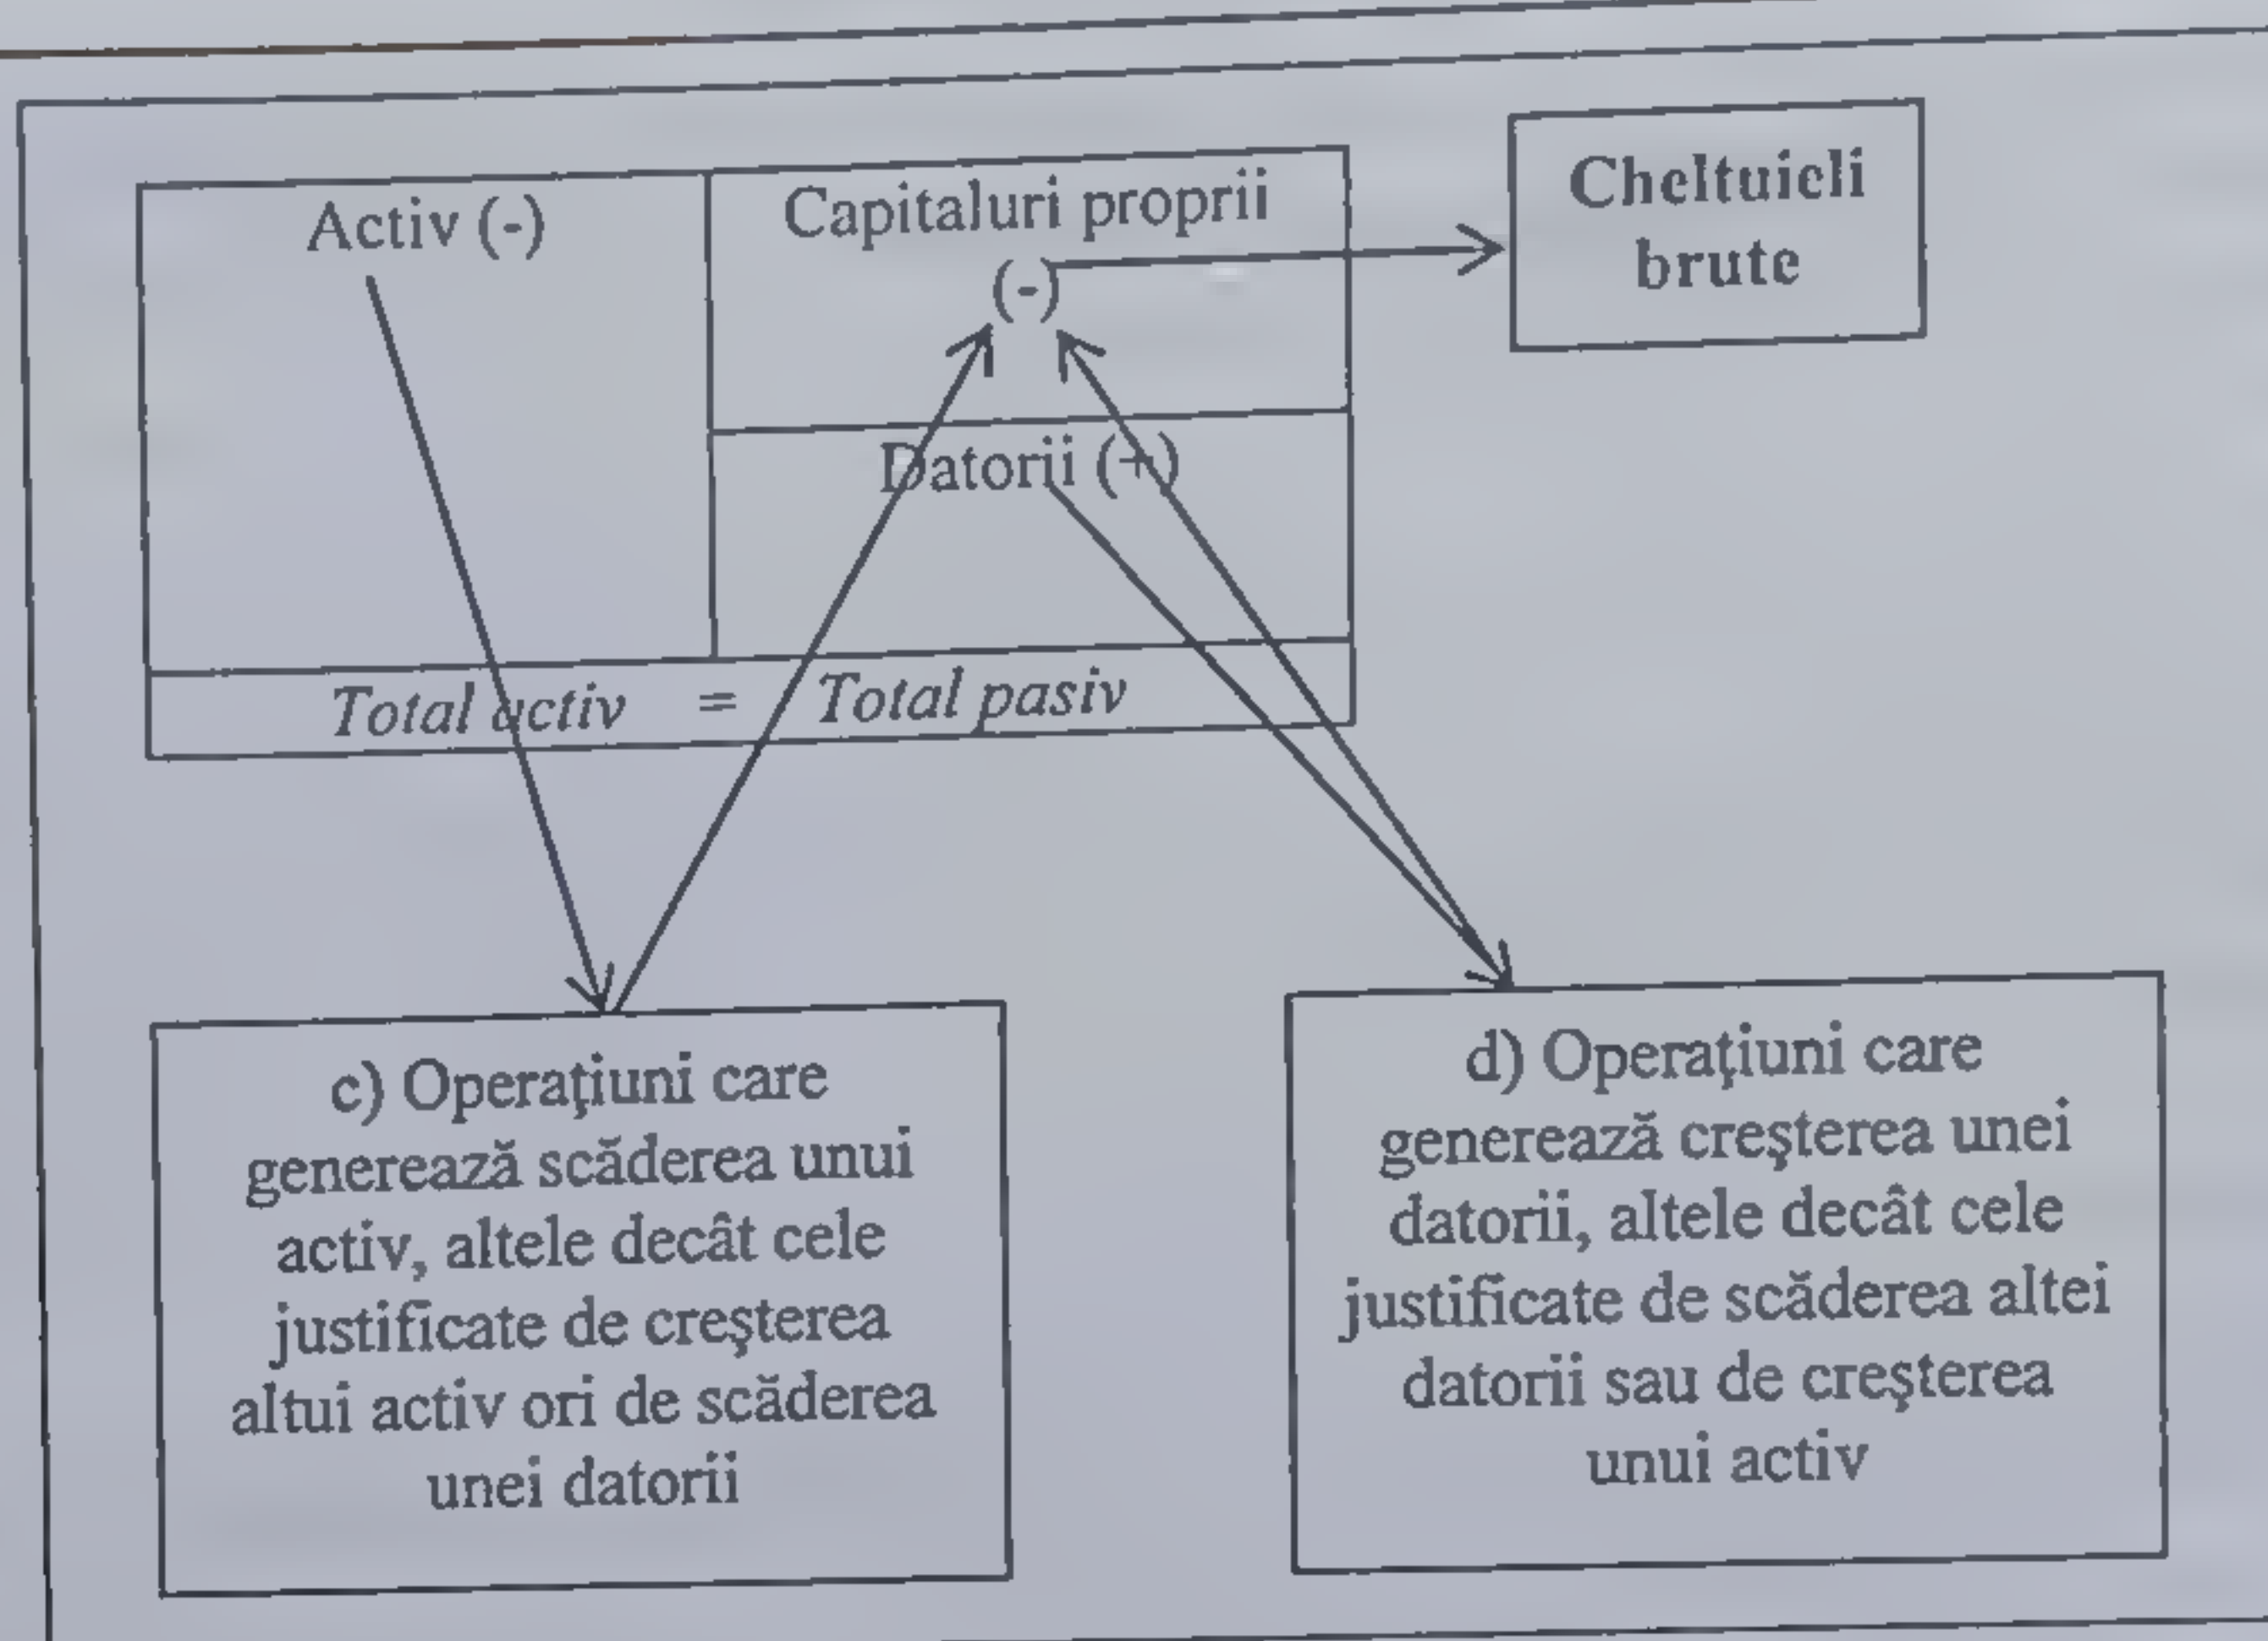 Activ (-)
Capitaluri proprii
(-)
Cheltuieli
brute
Datorii (+)
Total activ = Total pasiv
c) Operaţiuni care
generează scăderea unui
activ, altele decât cele
justificate de creşterea
altui activ ori de scăderea
unei datorii
d) Operaţiuni care
generează creşterea unei
datorii, altele decât cele
justificate de scăderea altei
datorii sau de creşterea
unui activ